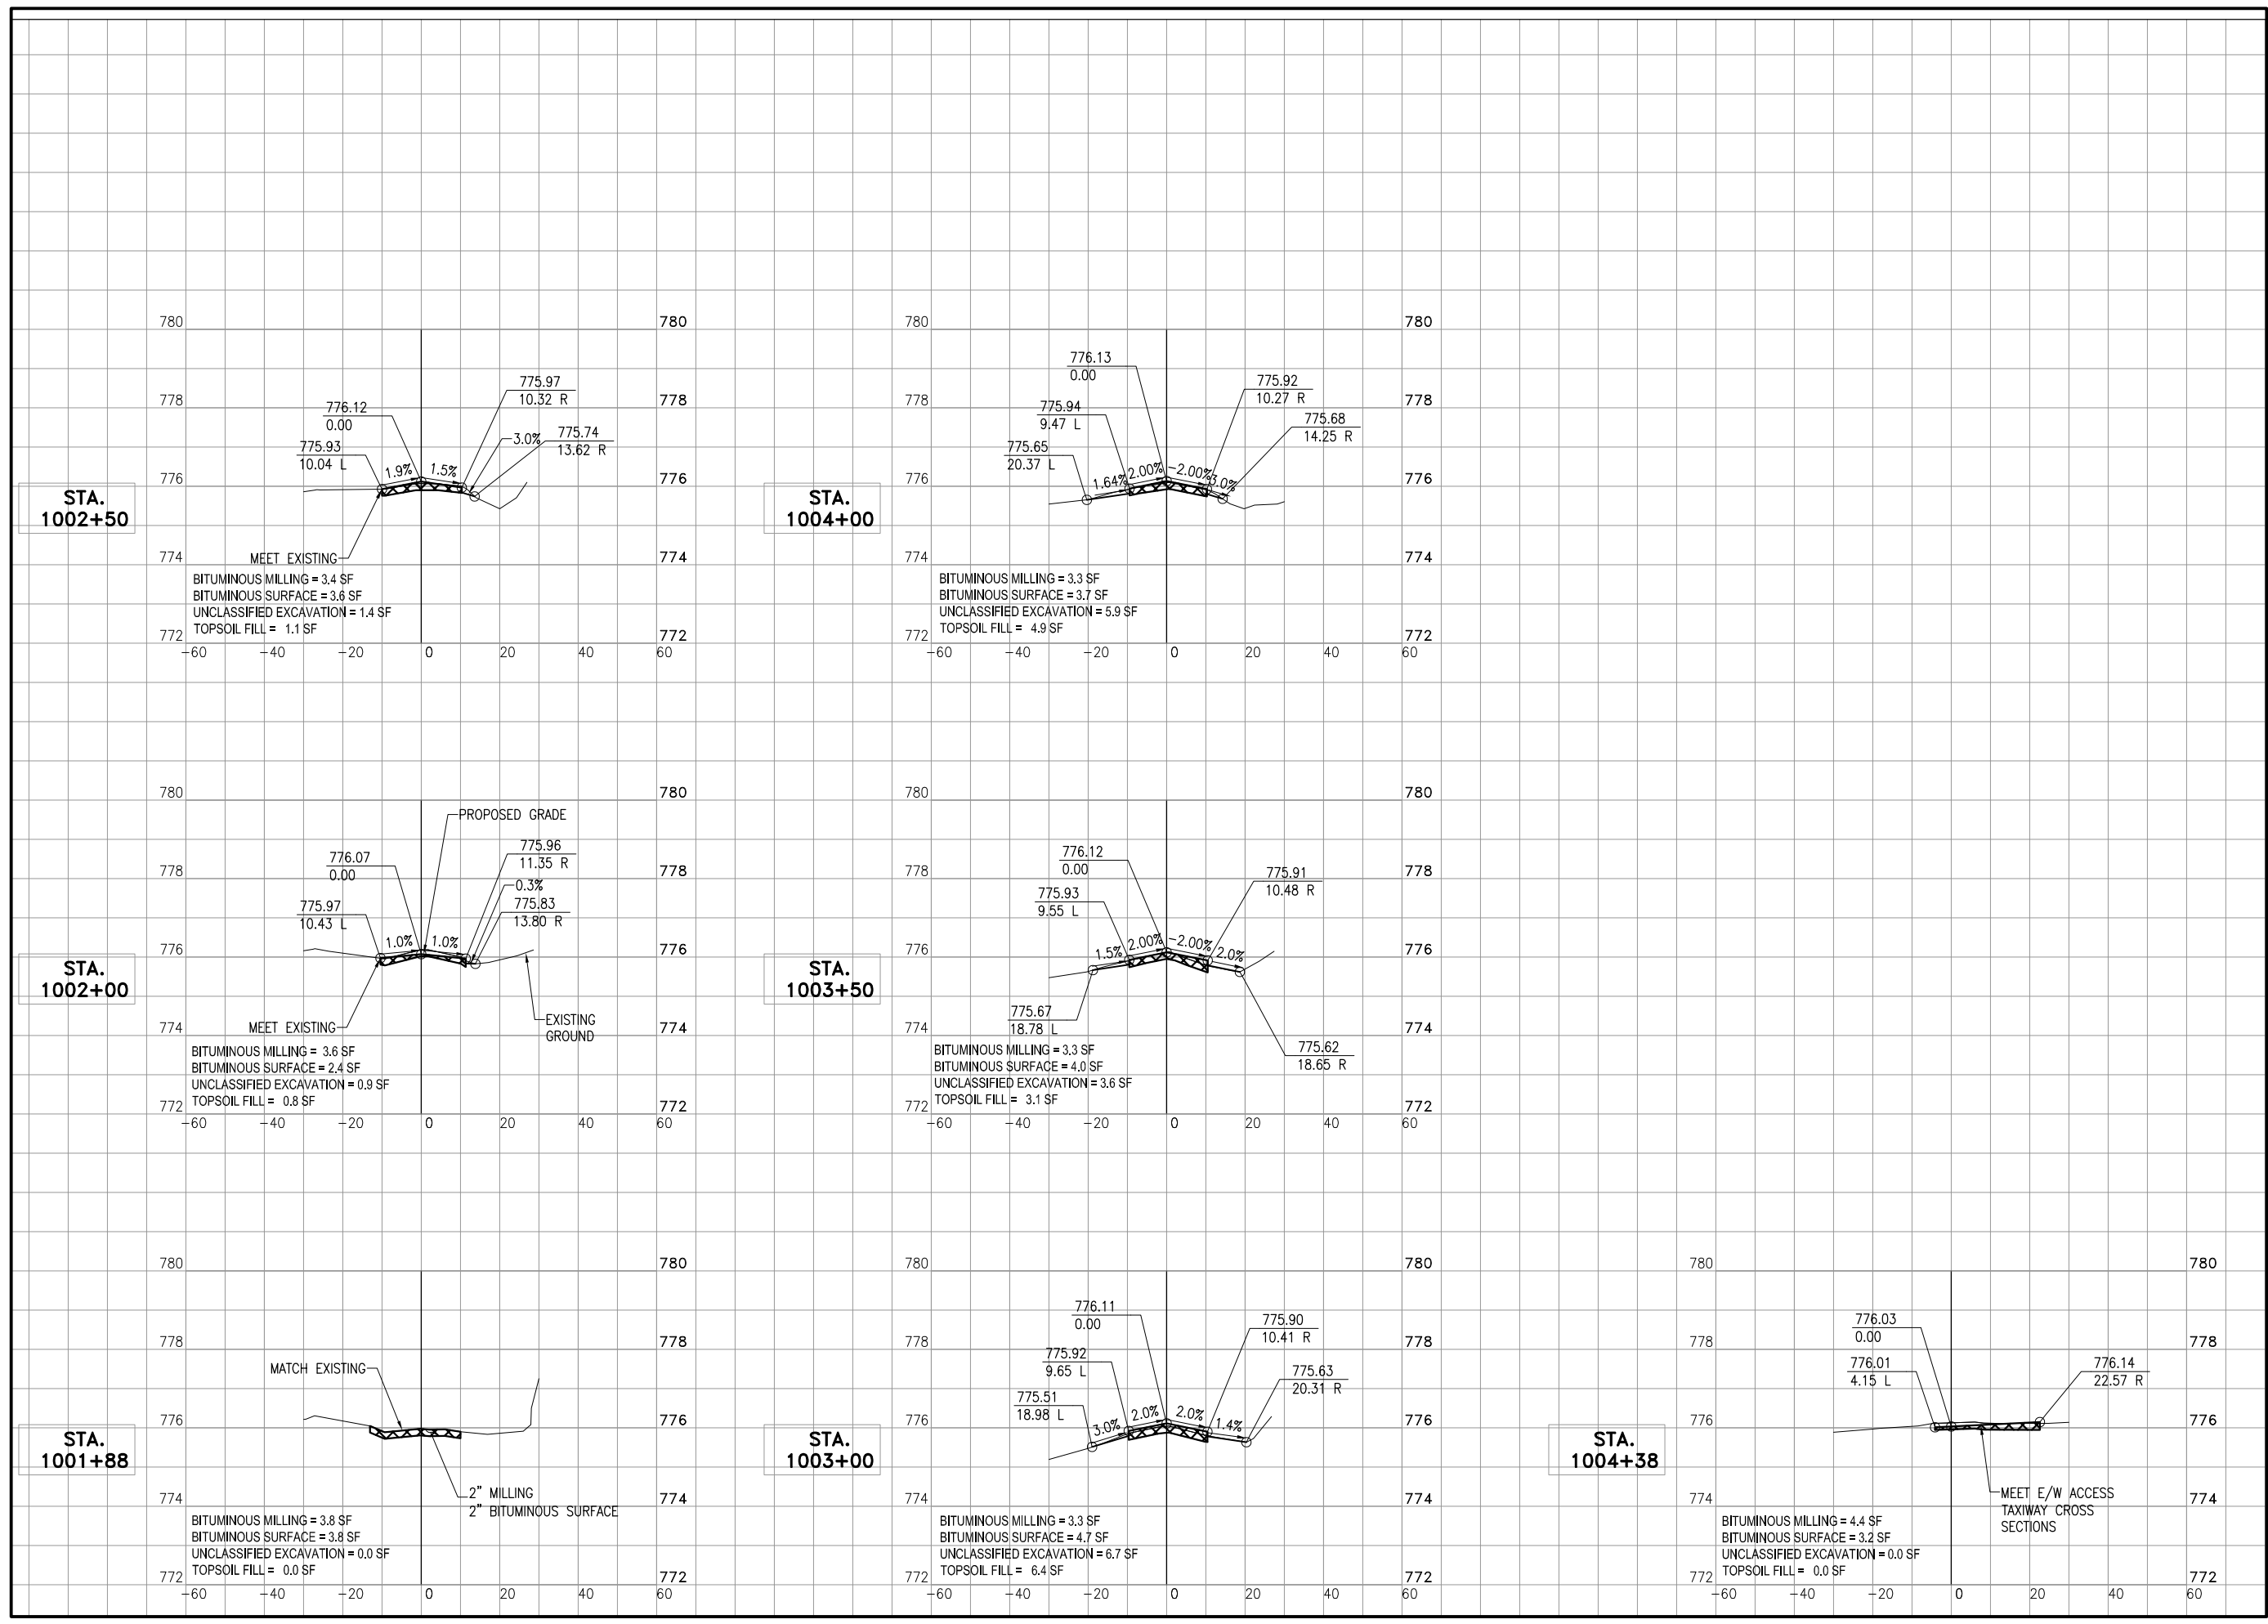 780
780
776.12
0.00
775.97
10.32 R
778
778
775.93
10.04 L
3.0%
775.74
13.62 R
1.9%
1.5%
776
776
STA.
1002+50
MEET EXISTING
774
774
BITUMINOUS MILLING = 3.4 SF
BITUMINOUS SURFACE = 3.6 SF
UNCLASSIFIED EXCAVATION = 1.4 SF
TOPSOIL FILL = 1.1 SF
772
772
-60 -40 -20 0 20 40 60
780
780
776.13
0.00
775.92
10.27 R
778
778
775.94
9.47 L
775.68
14.25 R
775.65
20.37 L
1.64%
2.00%
-2.00%
3.0%
776
776
STA.
1004+00
774
774
BITUMINOUS MILLING = 3.3 SF
BITUMINOUS SURFACE = 3.7 SF
UNCLASSIFIED EXCAVATION = 5.9 SF
TOPSOIL FILL = 4.9 SF
772
772
-60 -40 -20 0 20 40 60
780
780
PROPOSED GRADE
776.07
0.00
775.96
11.35 R
778
778
0.3%
775.97
10.43 L
775.83
13.80 R
1.0%
1.0%
776
776
STA.
1002+00
MEET EXISTING
EXISTING
GROUND
774
774
BITUMINOUS MILLING = 3.6 SF
BITUMINOUS SURFACE = 2.4 SF
UNCLASSIFIED EXCAVATION = 0.9 SF
TOPSOIL FILL = 0.8 SF
772
772
-60 -40 -20 0 20 40 60
780
780
776.12
0.00
775.91
10.48 R
778
778
775.93
9.55 L
1.5%
2.00%
-2.00%
2.0%
776
776
STA.
1003+50
775.67
18.78 L
774
774
775.62
18.65 R
BITUMINOUS MILLING = 3.3 SF
BITUMINOUS SURFACE = 4.0 SF
UNCLASSIFIED EXCAVATION = 3.6 SF
TOPSOIL FILL = 3.1 SF
772
772
-60 -40 -20 0 20 40 60
780
780
778
778
MATCH EXISTING
776
776
STA.
1001+88
2" MILLING
2" BITUMINOUS SURFACE
774
774
BITUMINOUS MILLING = 3.8 SF
BITUMINOUS SURFACE = 3.8 SF
UNCLASSIFIED EXCAVATION = 0.0 SF
TOPSOIL FILL = 0.0 SF
772
772
-60 -40 -20 0 20 40 60
780
780
776.11
0.00
775.90
10.41 R
778
778
775.92
9.65 L
775.63
20.31 R
775.51
18.98 L
3.0%
2.0%
2.0%
1.4%
776
776
STA.
1003+00
774
774
BITUMINOUS MILLING = 3.3 SF
BITUMINOUS SURFACE = 4.7 SF
UNCLASSIFIED EXCAVATION = 6.7 SF
TOPSOIL FILL = 6.4 SF
772
772
-60 -40 -20 0 20 40 60
780
780
776.03
0.00
778
778
776.01
4.15 L
776.14
22.57 R
776
776
STA.
1004+38
MEET E/W ACCESS
TAXIWAY CROSS
SECTIONS
774
774
BITUMINOUS MILLING = 4.4 SF
BITUMINOUS SURFACE = 3.2 SF
UNCLASSIFIED EXCAVATION = 0.0 SF
TOPSOIL FILL = 0.0 SF
772
772
-60 -40 -20 0 20 40 60